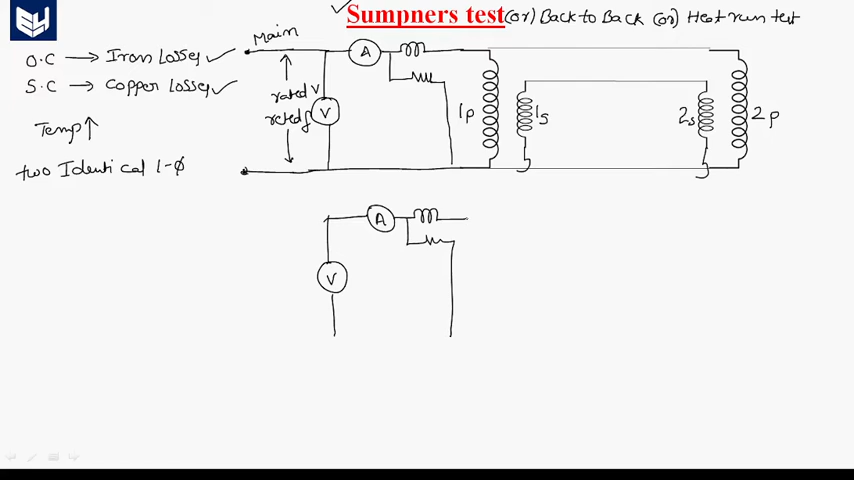 Sumpners test (or) Back to Back (or) Heat run test
O.C → Iron Losses ✓
S.C → Copper Losses ✓
Temp ↑
two Identical 1-Φ
Main
A
rated V
rated f
V
1p
1s
2s
2p
A
V